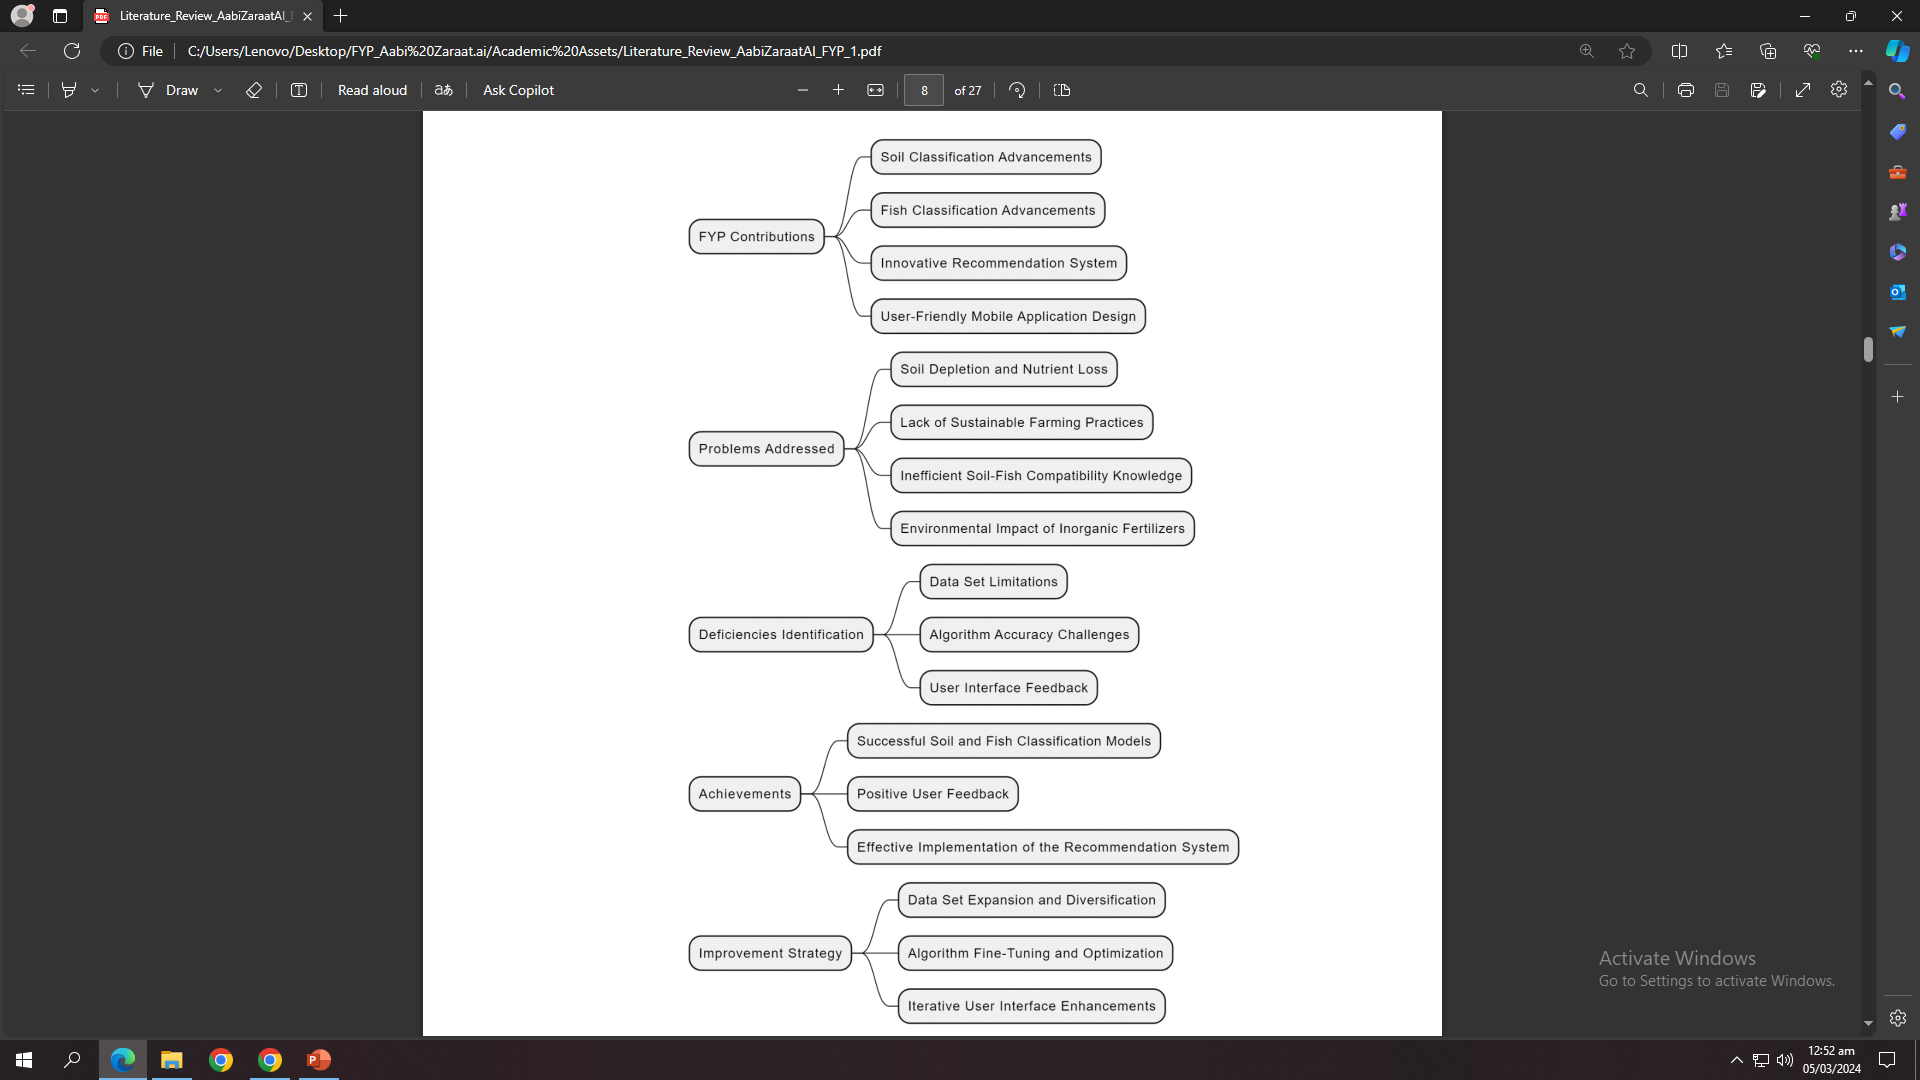 Literature_Review_AabiZaraatAI_F
File
C:/Users/Lenovo/Desktop/FYP_Aabi%20Zaraat.ai/Academic%20Assets/Literature_Review_AabiZaraatAI_FYP_1.pdf
Draw
Read aloud
aあ
Ask Copilot
8
of 27
FYP Contributions
Soil Classification Advancements
Fish Classification Advancements
Innovative Recommendation System
User-Friendly Mobile Application Design
Problems Addressed
Soil Depletion and Nutrient Loss
Lack of Sustainable Farming Practices
Inefficient Soil-Fish Compatibility Knowledge
Environmental Impact of Inorganic Fertilizers
Deficiencies Identification
Data Set Limitations
Algorithm Accuracy Challenges
User Interface Feedback
Achievements
Successful Soil and Fish Classification Models
Positive User Feedback
Effective Implementation of the Recommendation System
Improvement Strategy
Data Set Expansion and Diversification
Algorithm Fine-Tuning and Optimization
Iterative User Interface Enhancements
Activate Windows
Go to Settings to activate Windows.
12:52 am
05/03/2024